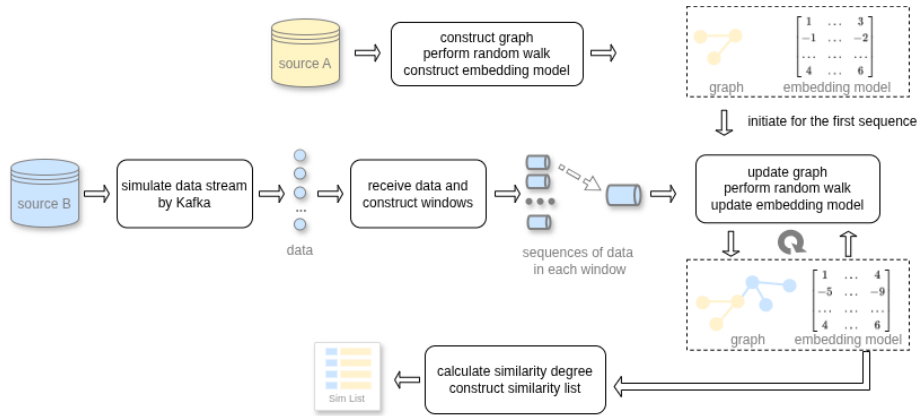 source A
construct graph
perform random walk
construct embedding model
1 ... 3
−1 ... −2
... ... ...
4 ... 6
graph
embedding model
initiate for the first sequence
source B
simulate data stream
by Kafka
...
data
receive data and
construct windows
sequences of data
in each window
update graph
perform random walk
update embedding model
1 ... 4
−5 ... −9
... ... ...
4 ... 6
graph
embedding model
calculate similarity degree
construct similarity list
Sim List